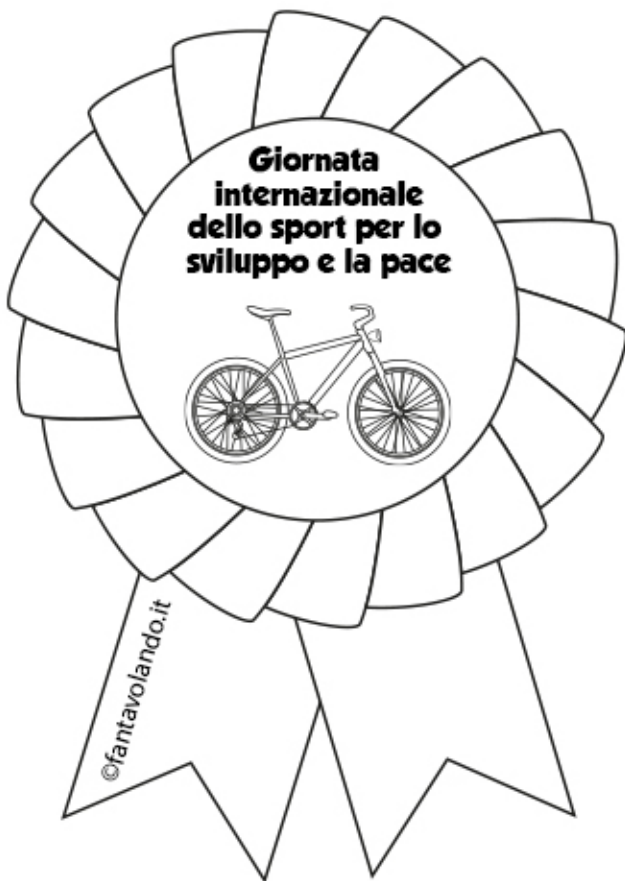 Giornata
internazionale
dello sport per lo
sviluppo e la pace
©fantavolando.it